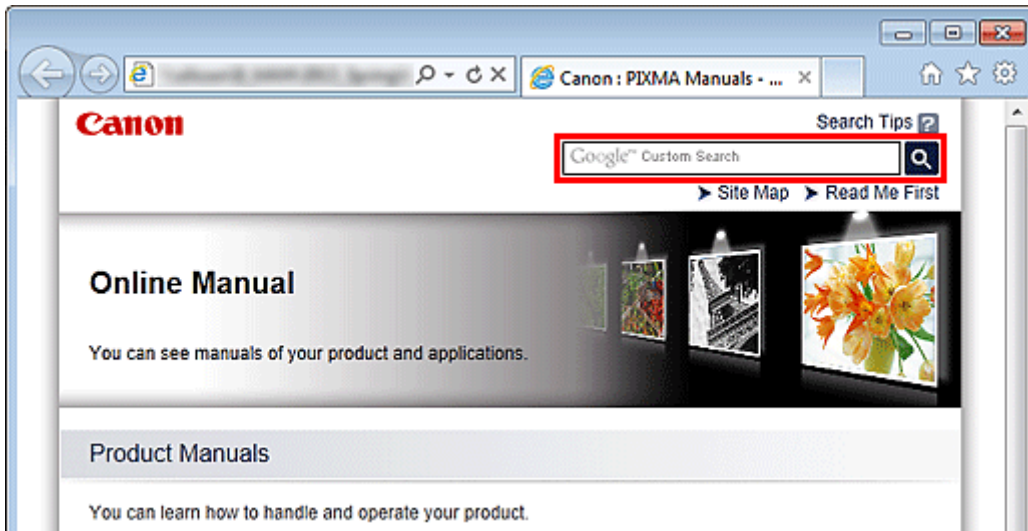 Canon : PIXMA Manuals - ...
Canon
Search Tips ?
Google™ Custom Search
Site Map Read Me First
Online Manual
You can see manuals of your product and applications.
Product Manuals
You can learn how to handle and operate your product.